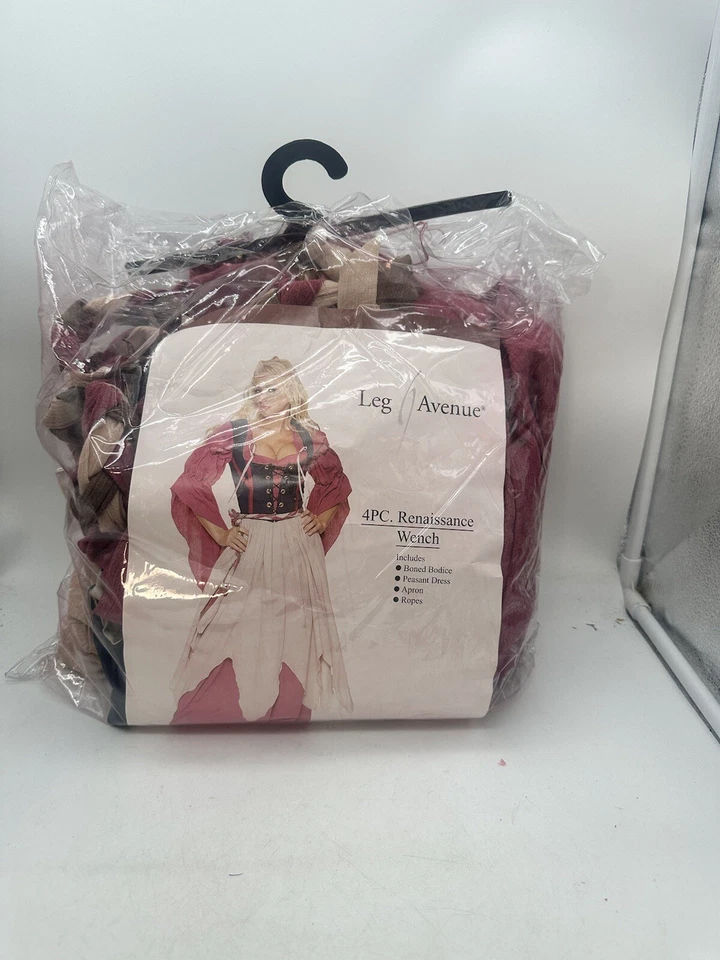 Leg Avenue®
4PC. Renaissance
Wench
Includes
● Boned Bodice
● Peasant Dress
● Apron
● Ropes